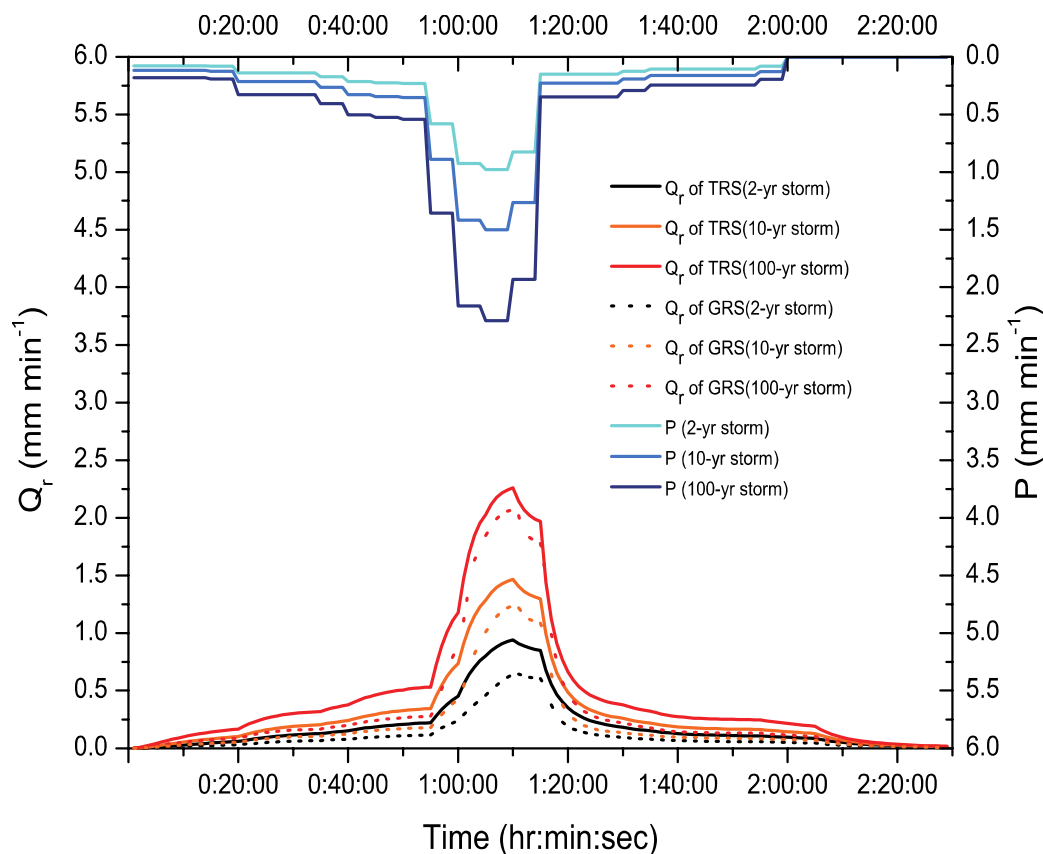 0:20:00 0:40:00 1:00:00 1:20:00 1:40:00 2:00:00 2:20:00
6.0
5.5
5.0
4.5
4.0
3.5
3.0
2.5
2.0
1.5
1.0
0.5
0.0
Qr (mm min-1)
Qr of TRS(2-yr storm)
Qr of TRS(10-yr storm)
Qr of TRS(100-yr storm)
Qr of GRS(2-yr storm)
Qr of GRS(10-yr storm)
Qr of GRS(100-yr storm)
P (2-yr storm)
P (10-yr storm)
P (100-yr storm)
0.0
0.5
1.0
1.5
2.0
2.5
3.0
3.5
4.0
4.5
5.0
5.5
6.0
P (mm min-1)
0:20:00 0:40:00 1:00:00 1:20:00 1:40:00 2:00:00 2:20:00
Time (hr:min:sec)